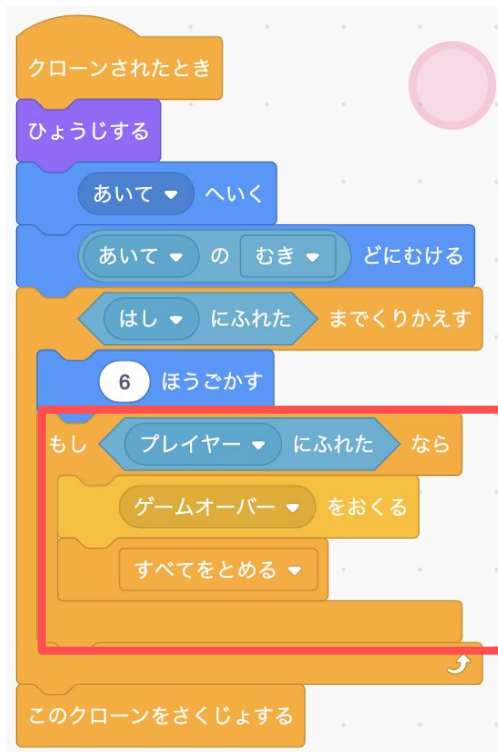 クローンされたとき
ひょうじする
あいて へいく
あいて の むき どにむける
はし にふれた までくりかえす
6 ほうごかす
もし プレイヤー にふれた なら
ゲームオーバー をおくる
すべてをとめる
このクローンをさくじょする